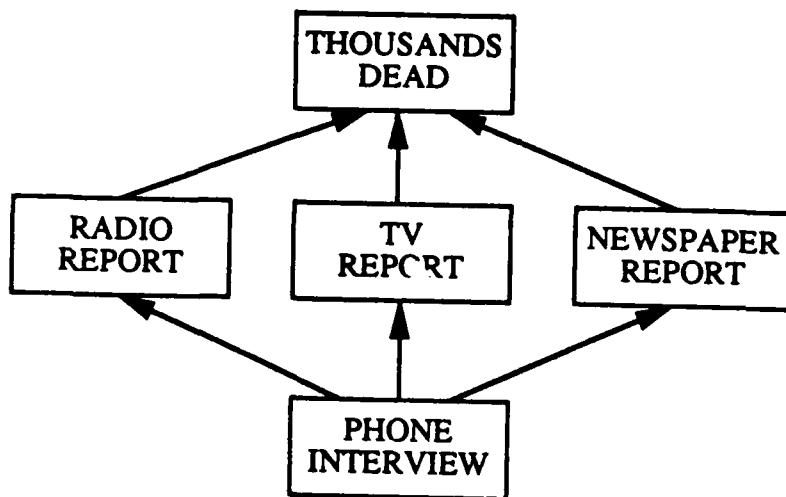 THOUSANDS
DEAD
RADIO
REPORT
TV
REPORT
NEWSPAPER
REPORT
PHONE
INTERVIEW